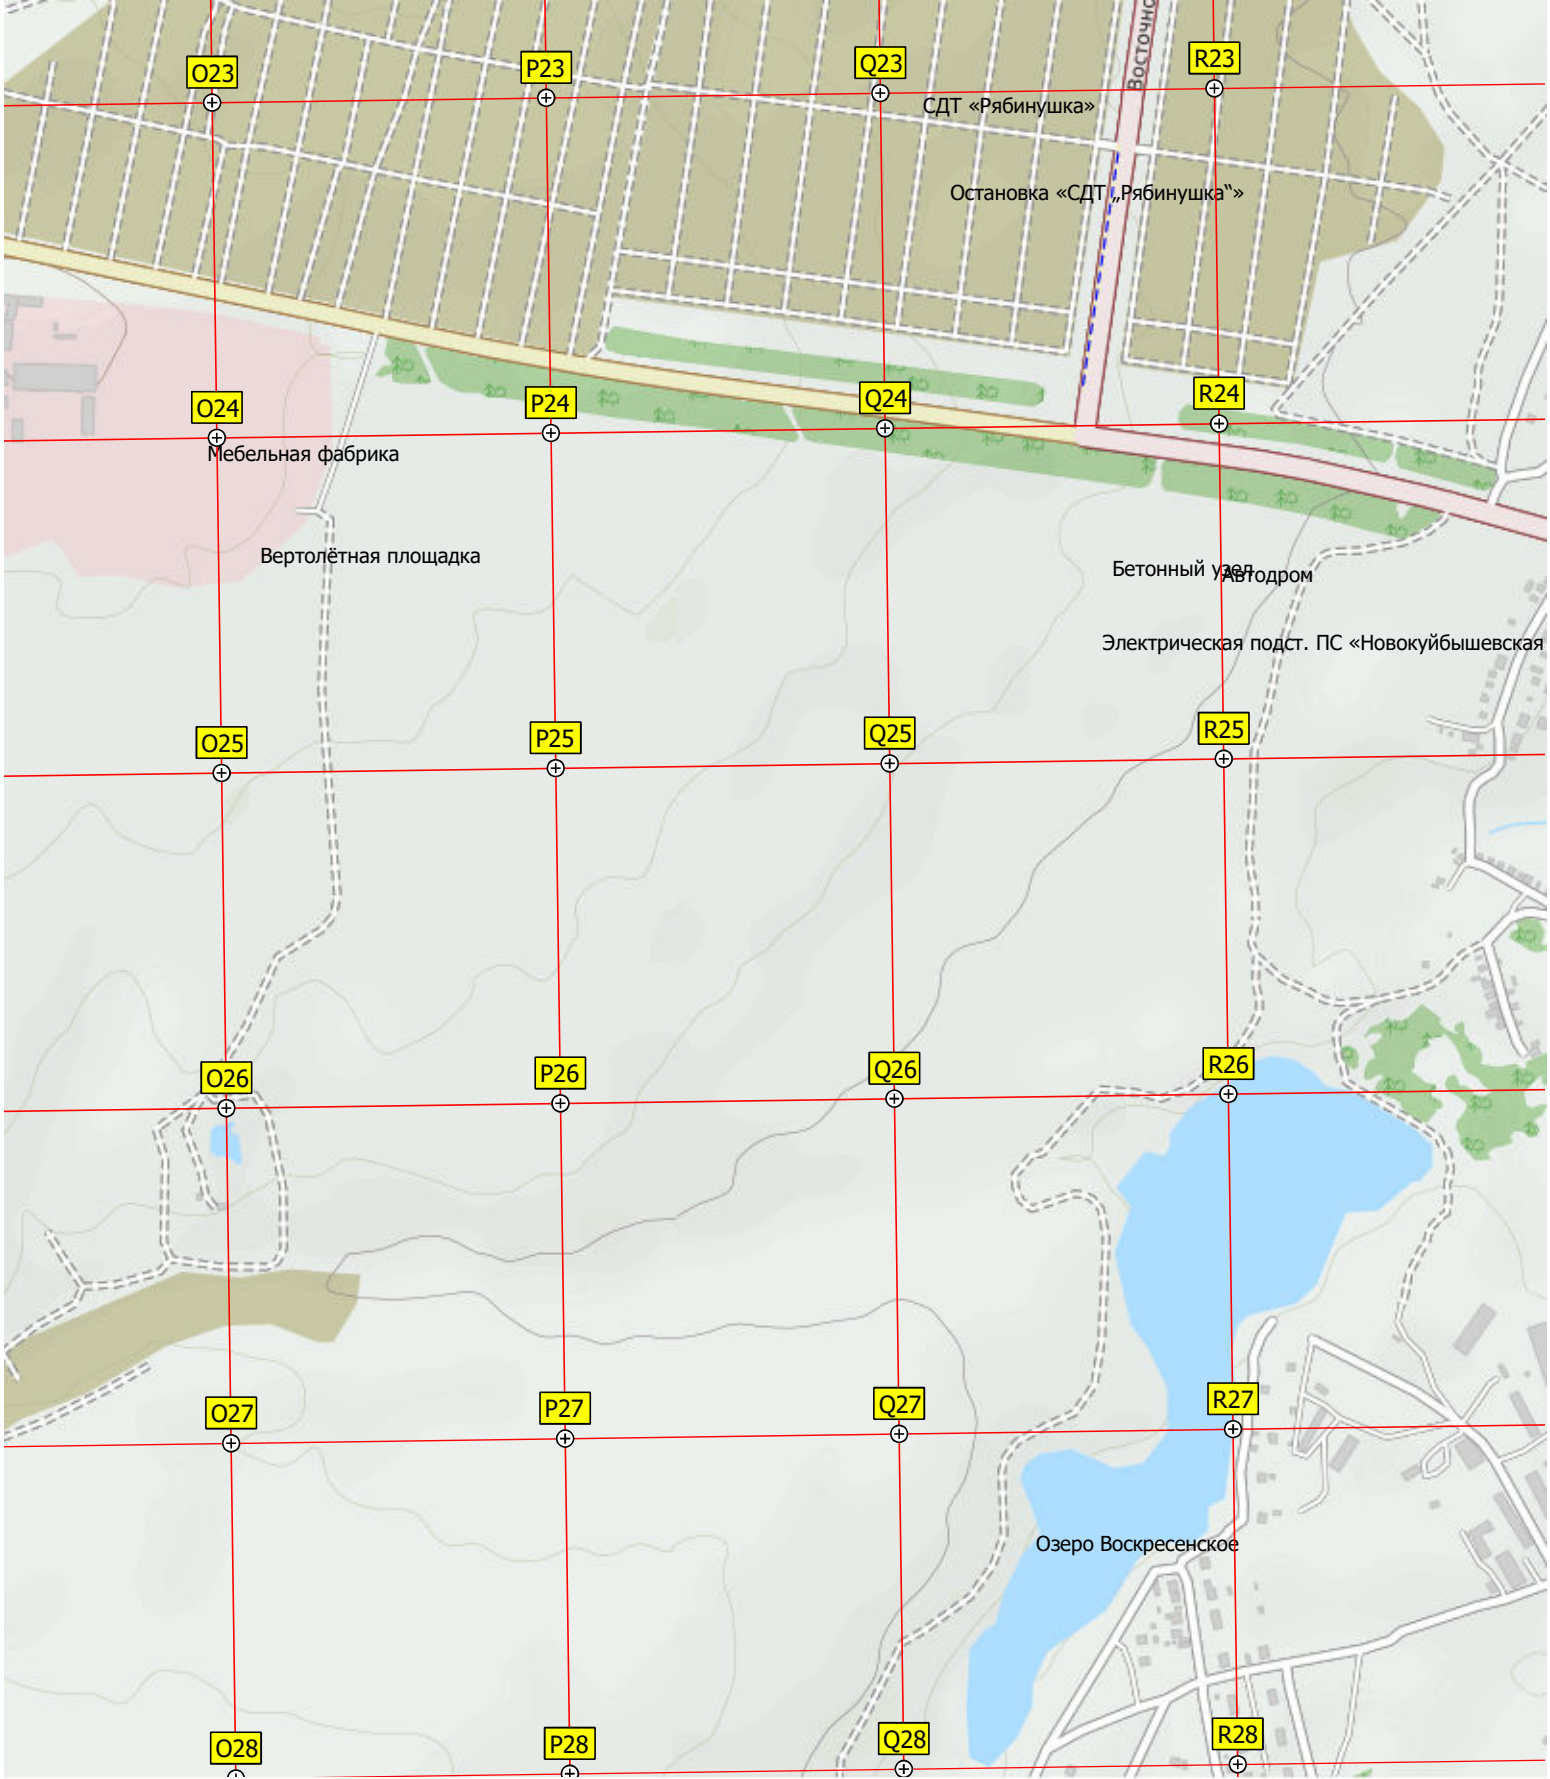 Восточно
O23
P23
Q23
R23
СДТ «Рябинушка»
Остановка «СДТ „Рябинушка“»
O24
P24
Q24
R24
Мебельная фабрика
Вертолётная площадка
Бетонный узел
Автодром
Электрическая подст. ПС «Новокуйбышевская
O25
P25
Q25
R25
O26
P26
Q26
R26
O27
P27
Q27
R27
Озеро Воскресенское
O28
P28
Q28
R28